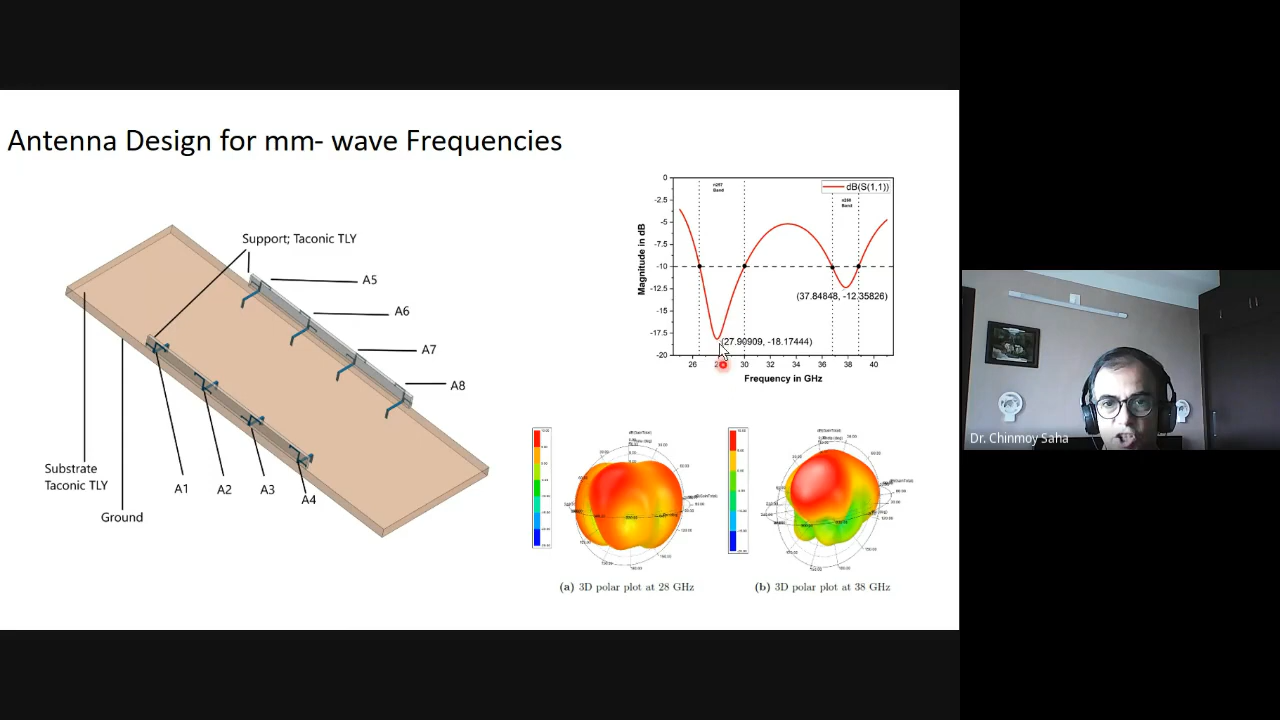 Antenna Design for mm- wave Frequencies
Support; Taconic TLY
A5
A6
A7
A8
Substrate
Taconic TLY
Ground
A1
A2
A3
A4
0
-2.5
-5
-7.5
-10
-12.5
-15
-17.5
-20
Magnitude in dB
n257
Band
dB(S(1,1))
Band
(37.84848, -12.35826)
(27.90909, -18.17444)
26
30
32
34
36
38
40
Frequency in GHz
(a) 3D polar plot at 28 GHz
(b) 3D polar plot at 38 GHz
Dr. Chinmoy Saha